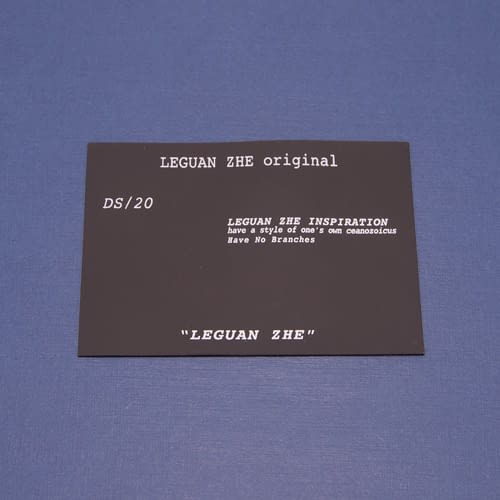 LEGUAN ZHE original
DS/20
LEGUAN ZHE INSPIRATION
have a style of one's own ceanozoicus
Have No Branches
"LEGUAN ZHE"